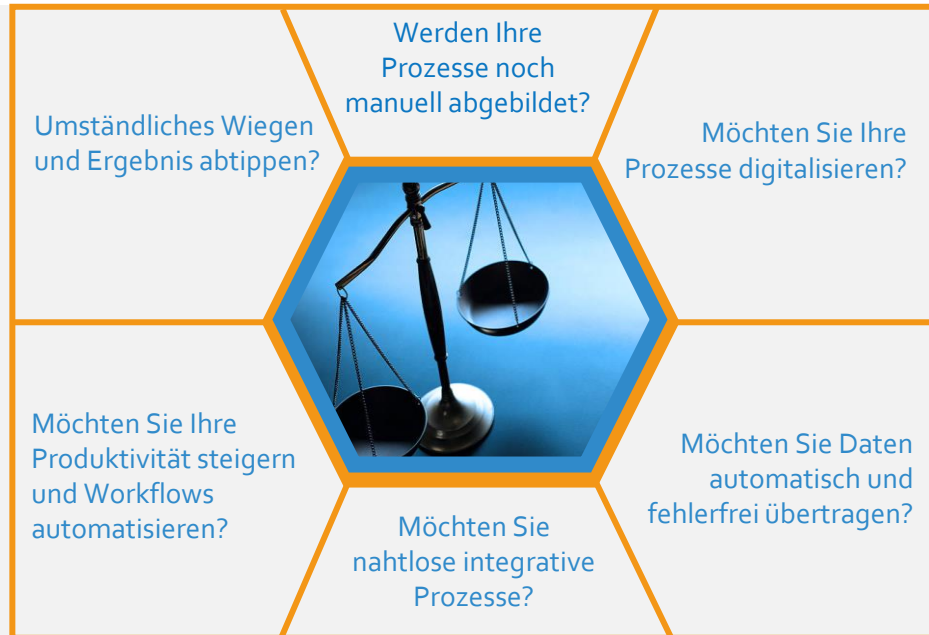 Werden Ihre
Prozesse noch
manuell abgebildet?
Umständliches Wiegen
und Ergebnis abtippen?
Möchten Sie Ihre
Prozesse digitalisieren?
Möchten Sie Ihre
Produktivität steigern
und Workflows
automatisieren?
Möchten Sie Daten
automatisch und
fehlerfrei übertragen?
Möchten Sie
nahtlose integrative
Prozesse?